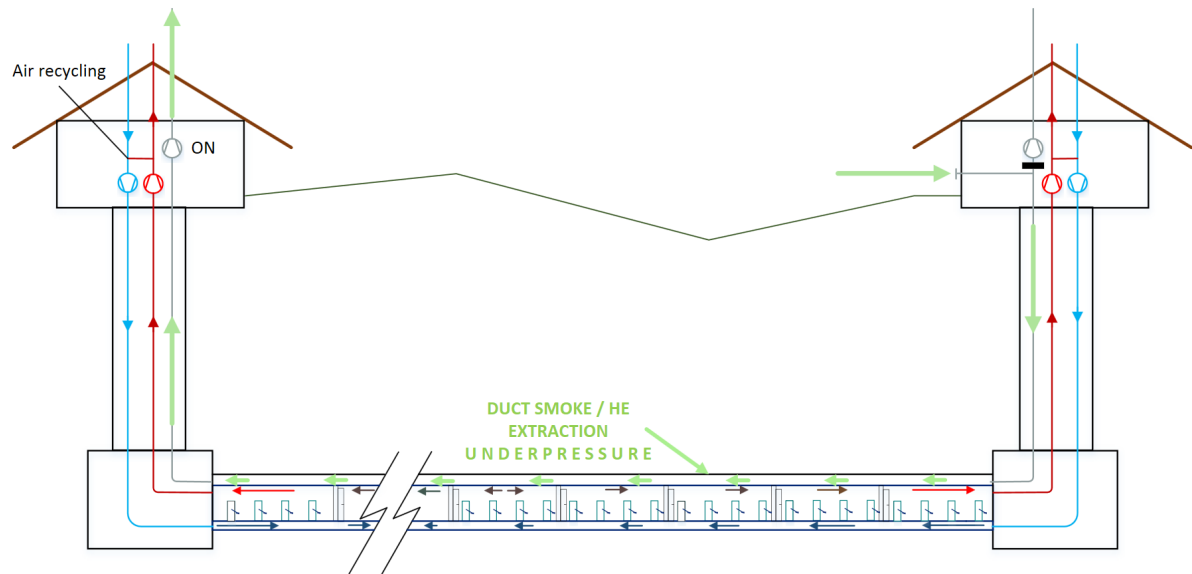 Air recycling
ON
DUCT SMOKE / HE
EXTRACTION
U N D E R P R E S S U R E